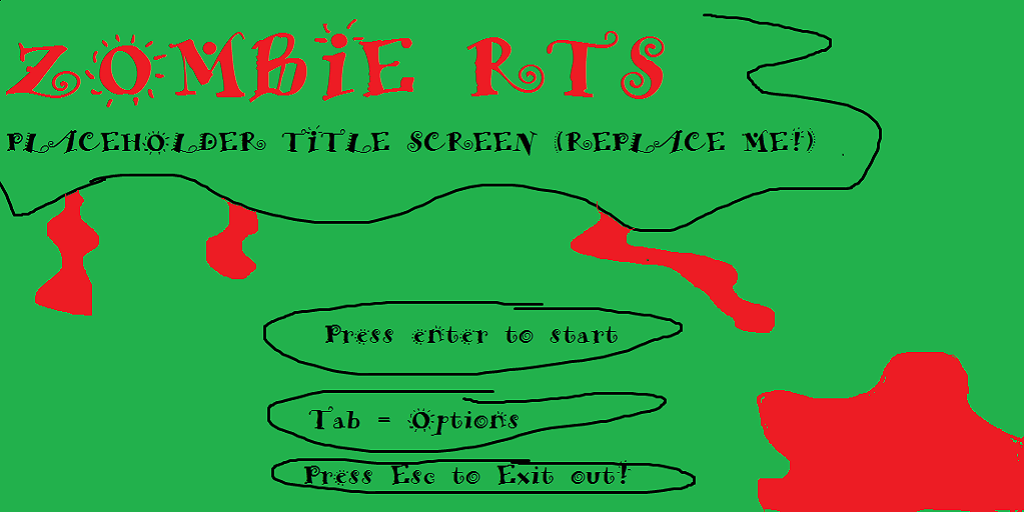 ZOMBIE RTS
PLACEHOLDER TITLE SCREEN (REPLACE ME!)
Press enter to start
Tab = Options
Press Esc to Exit out!